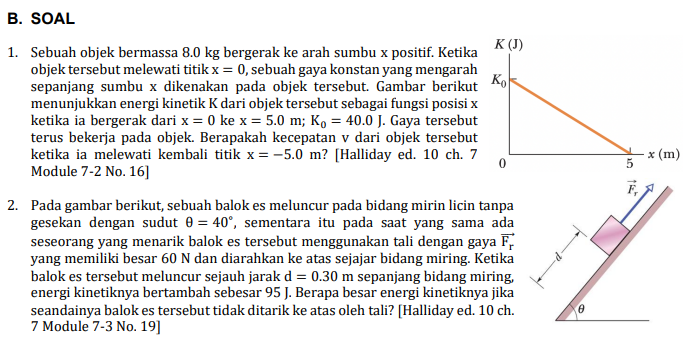 B. SOAL
1. Sebuah objek bermassa 8.0 kg bergerak ke arah sumbu x positif. Ketika
objek tersebut melewati titik x = 0, sebuah gaya konstan yang mengarah
sepanjang sumbu x dikenakan pada objek tersebut. Gambar berikut
menunjukkan energi kinetik K dari objek tersebut sebagai fungsi posisi x
ketika ia bergerak dari x = 0 ke x = 5.0 m; K₀ = 40.0 J. Gaya tersebut
terus bekerja pada objek. Berapakah kecepatan v dari objek tersebut
ketika ia melewati kembali titik x = −5.0 m? [Halliday ed. 10 ch. 7
Module 7-2 No. 16]
K (J)
K₀
0
5
x (m)
2. Pada gambar berikut, sebuah balok es meluncur pada bidang mirin licin tanpa
gesekan dengan sudut θ = 40°, sementara itu pada saat yang sama ada
seseorang yang menarik balok es tersebut menggunakan tali dengan gaya F⃗ᵣ
yang memiliki besar 60 N dan diarahkan ke atas sejajar bidang miring. Ketika
balok es tersebut meluncur sejauh jarak d = 0.30 m sepanjang bidang miring,
energi kinetiknya bertambah sebesar 95 J. Berapa besar energi kinetiknya jika
seandainya balok es tersebut tidak ditarik ke atas oleh tali? [Halliday ed. 10 ch.
7 Module 7-3 No. 19]
F⃗ᵣ
d
θ